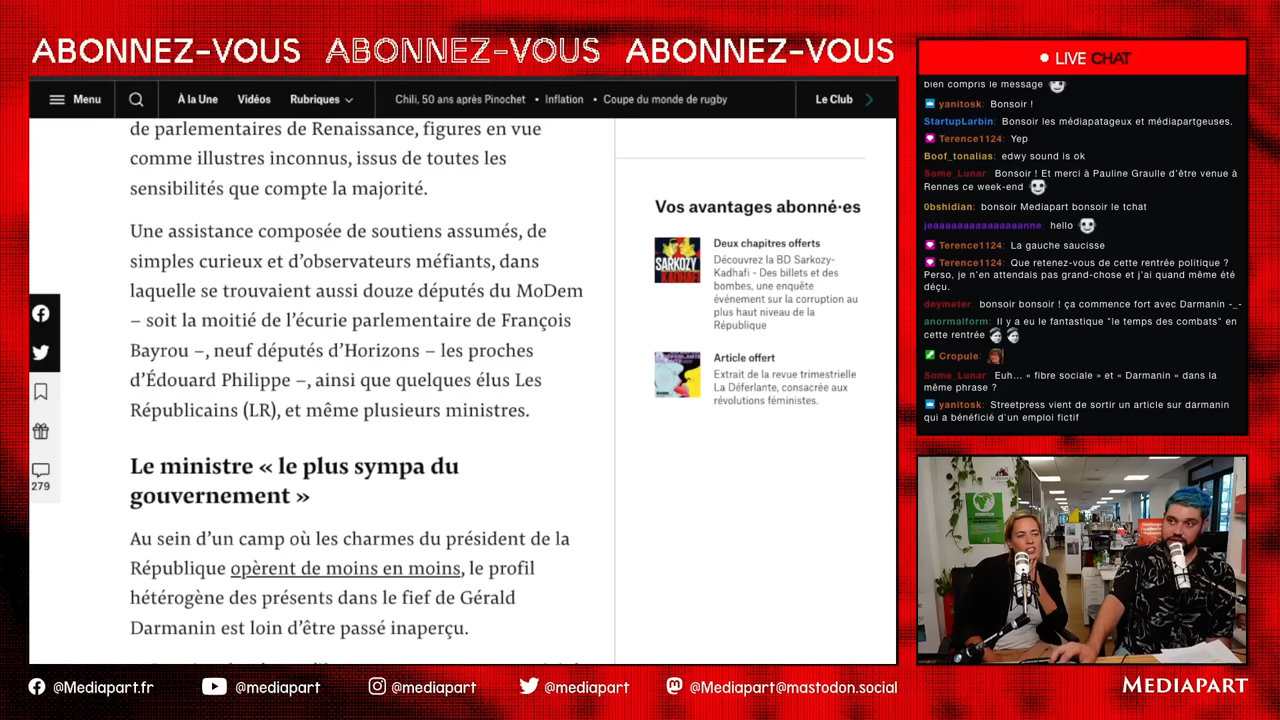 ABONNEZ-VOUS ABONNEZ-VOUS ABONNEZ-VOUS
Menu
À la Une Vidéos Rubriques
Chili, 50 ans après Pinochet • Inflation • Coupe du monde de rugby
Le Club
de parlementaires de Renaissance, figures en vue
comme illustres inconnus, issus de toutes les
sensibilités que compte la majorité.
Une assistance composée de soutiens assumés, de
simples curieux et d’observateurs méfiants, dans
laquelle se trouvaient aussi douze députés du MoDem
– soit la moitié de l’écurie parlementaire de François
Bayrou –, neuf députés d’Horizons – les proches
d’Édouard Philippe –, ainsi que quelques élus Les
Républicains (LR), et même plusieurs ministres.
Le ministre « le plus sympa du
gouvernement »
Au sein d’un camp où les charmes du président de la
République opèrent de moins en moins, le profil
hétérogène des présents dans le fief de Gérald
Darmanin est loin d’être passé inaperçu.
279
Vos avantages abonné·es
SARKOZY
KADHAFI
Deux chapitres offerts
Découvrez la BD Sarkozy-
Kadhafi - Des billets et des
bombes, une enquête
événement sur la corruption au
plus haut niveau de la
République
Article offert
Extrait de la revue trimestrielle
La Déferlante, consacrée aux
révolutions féministes.
LIVE CHAT
bien compris le message
yanitosk: Bonsoir !
StartupLarbin: Bonsoir les médiapatageux et médiapartgeuses.
Terence1124: Yep
Boof_tonalias: edwy sound is ok
Some_Lunar: Bonsoir ! Et merci à Pauline Graulle d'être venue à
Rennes ce week-end
0bshidian: bonsoir Mediapart bonsoir le tchat
hello
Terence1124: La gauche saucisse
Terence1124: Que retenez-vous de cette rentrée politique ?
Perso, je n'en attendais pas grand-chose et j'ai quand même été
déçu.
deymeter: bonsoir bonsoir ! ça commence fort avec Darmanin -_-
anormalform: Il y a eu le fantastique "le temps des combats" en
cette rentrée
Cropule:
Some_Lunar: Euh... « fibre sociale » et « Darmanin » dans la
même phrase ?
yanitosk: Streetpress vient de sortir un article sur darmanin
qui a bénéficié d'un emploi fictif
@Mediapart.fr @mediapart @mediapart @mediapart @Mediapart@mastodon.social
MEDIAPART